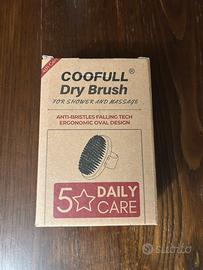 COOFULL®
Dry Brush
FOR SHOWER AND MASSAGE
ANTI-BRISTLES FALLING TECH
ERGONOMIC OVAL DESIGN
5☆ DAILY
CARE
subito